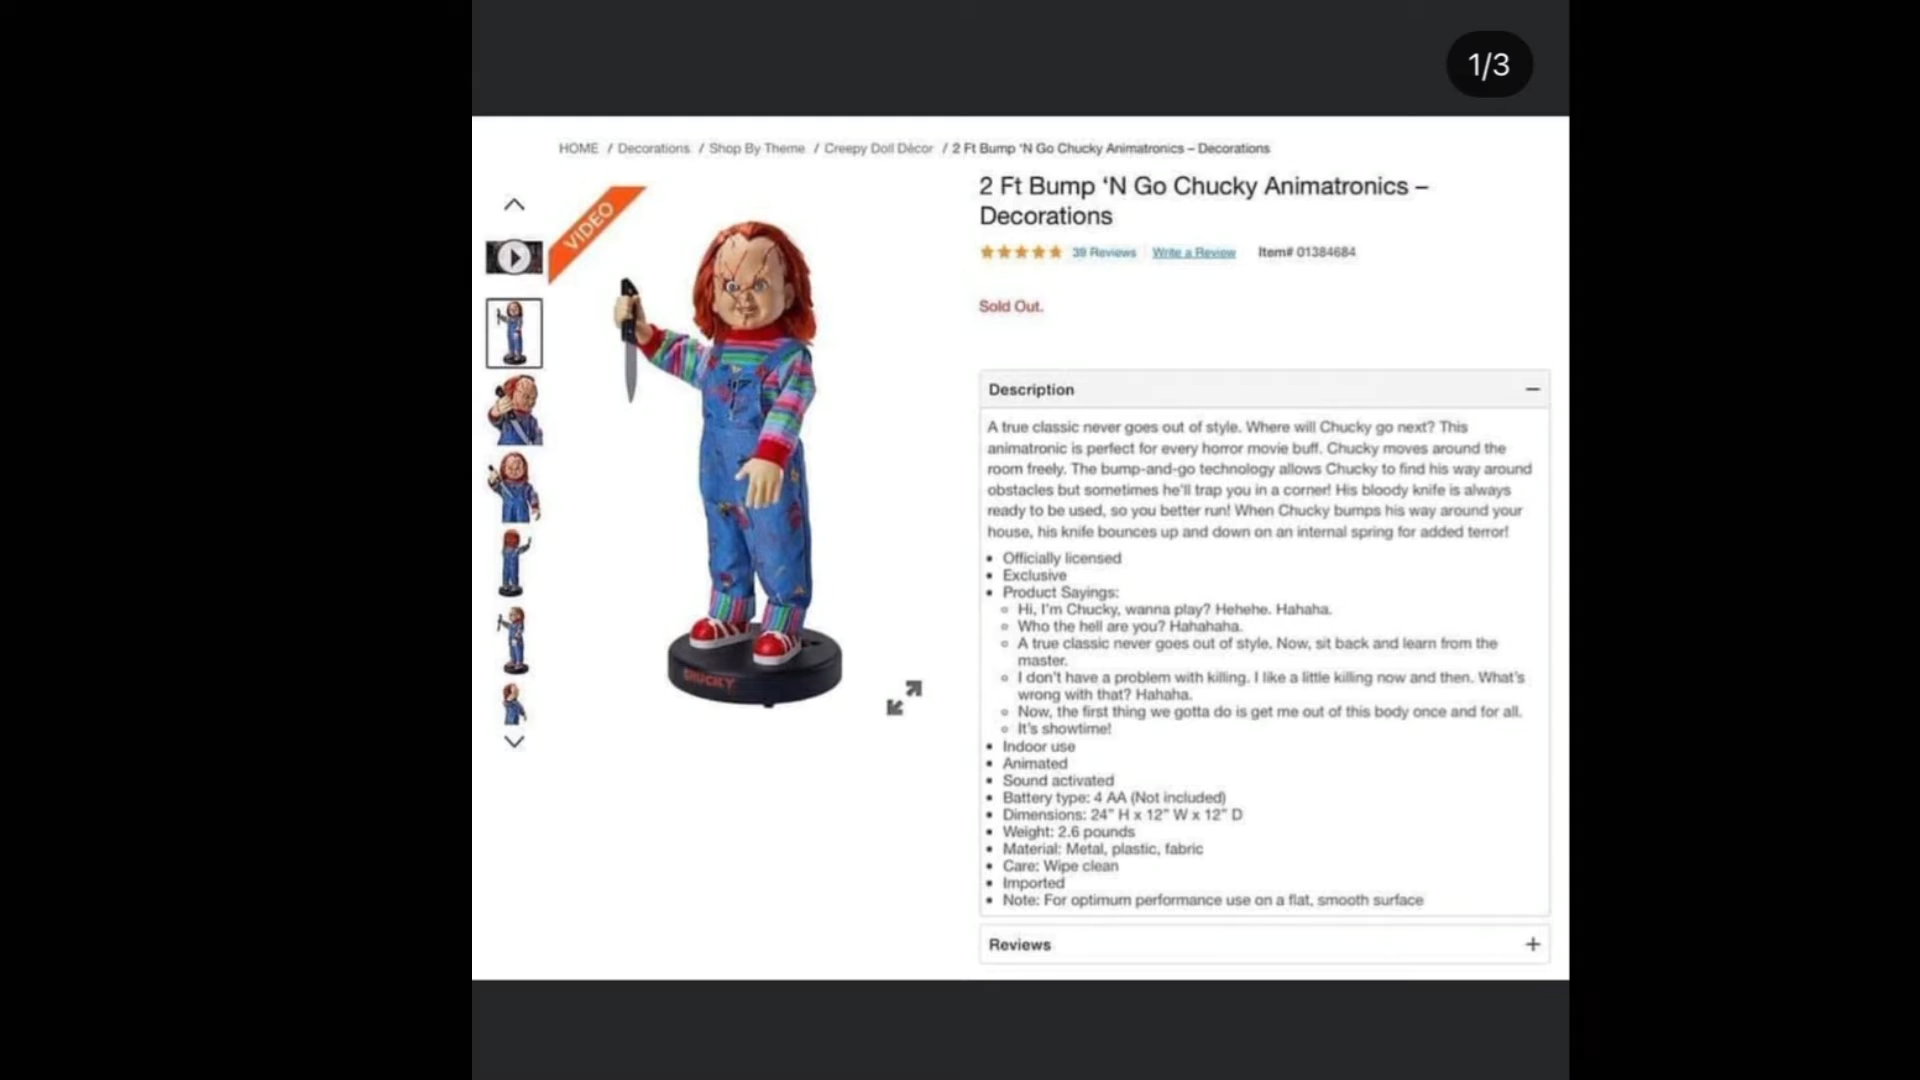 1/3
HOME / Decorations / Shop By Theme / Creepy Doll Décor / 2 Ft Bump ‘N Go Chucky Animatronics – Decorations
2 Ft Bump ‘N Go Chucky Animatronics –
Decorations
39 Reviews Write a Review Item# 01384684
VIDEO
Sold Out.
Description
A true classic never goes out of style. Where will Chucky go next? This
animatronic is perfect for every horror movie buff. Chucky moves around the
room freely. The bump-and-go technology allows Chucky to find his way around
obstacles but sometimes he'll trap you in a corner! His bloody knife is always
ready to be used, so you better run! When Chucky bumps his way around your
house, his knife bounces up and down on an internal spring for added terror!
• Officially licensed
• Exclusive
• Product Sayings:
○ Hi, I'm Chucky, wanna play? Hehehe. Hahaha.
○ Who the hell are you? Hahahaha.
○ A true classic never goes out of style. Now, sit back and learn from the
master.
○ I don't have a problem with killing. I like a little killing now and then. What's
wrong with that? Hahaha.
○ Now, the first thing we gotta do is get me out of this body once and for all.
○ It's showtime!
• Indoor use
• Animated
• Sound activated
• Battery type: 4 AA (Not included)
• Dimensions: 24" H x 12" W x 12" D
• Weight: 2.6 pounds
• Material: Metal, plastic, fabric
• Care: Wipe clean
• Imported
• Note: For optimum performance use on a flat, smooth surface
CHUCKY
Reviews